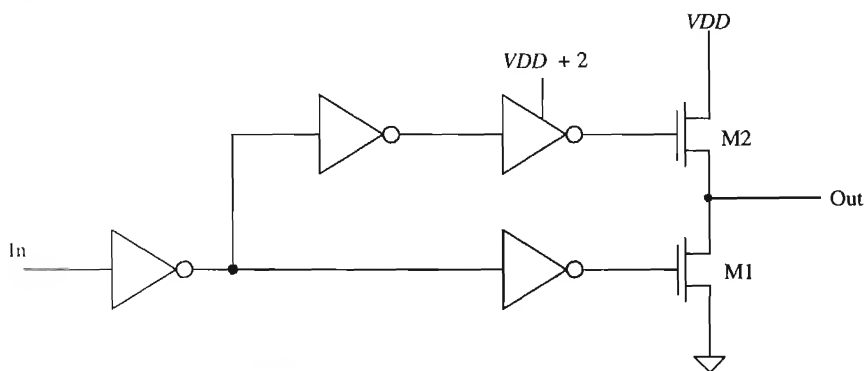 VDD
VDD + 2
M2
Out
In
M1